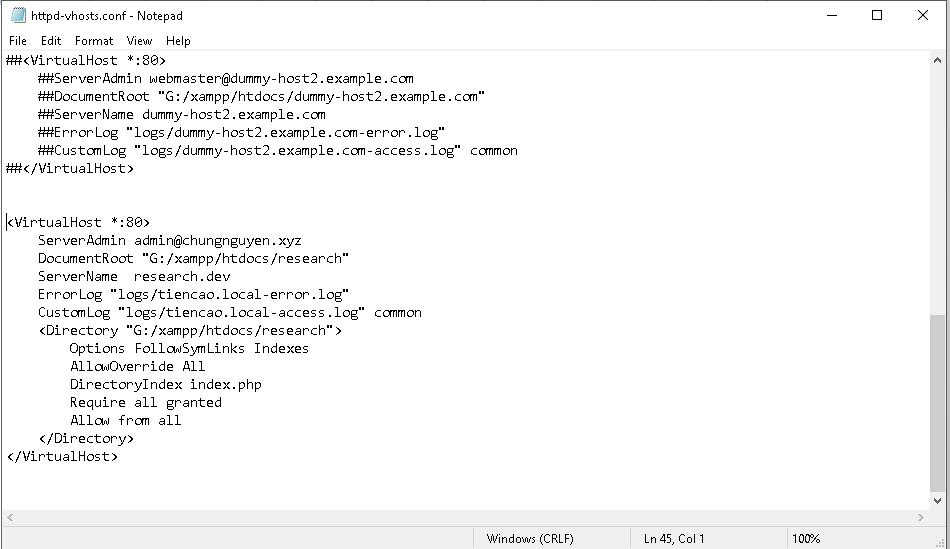 httpd-vhosts.conf - Notepad
File Edit Format View Help
##<VirtualHost *:80>
    ##ServerAdmin webmaster@dummy-host2.example.com
    ##DocumentRoot "G:/xampp/htdocs/dummy-host2.example.com"
    ##ServerName dummy-host2.example.com
    ##ErrorLog "logs/dummy-host2.example.com-error.log"
    ##CustomLog "logs/dummy-host2.example.com-access.log" common
##</VirtualHost>
<VirtualHost *:80>
    ServerAdmin admin@chungnguyen.xyz
    DocumentRoot "G:/xampp/htdocs/research"
    ServerName  research.dev
    ErrorLog "logs/tiencao.local-error.log"
    CustomLog "logs/tiencao.local-access.log" common
    <Directory "G:/xampp/htdocs/research">
        Options FollowSymLinks Indexes
        AllowOverride All
        DirectoryIndex index.php
        Require all granted
        Allow from all
    </Directory>
</VirtualHost>
Windows (CRLF) Ln 45, Col 1 100%